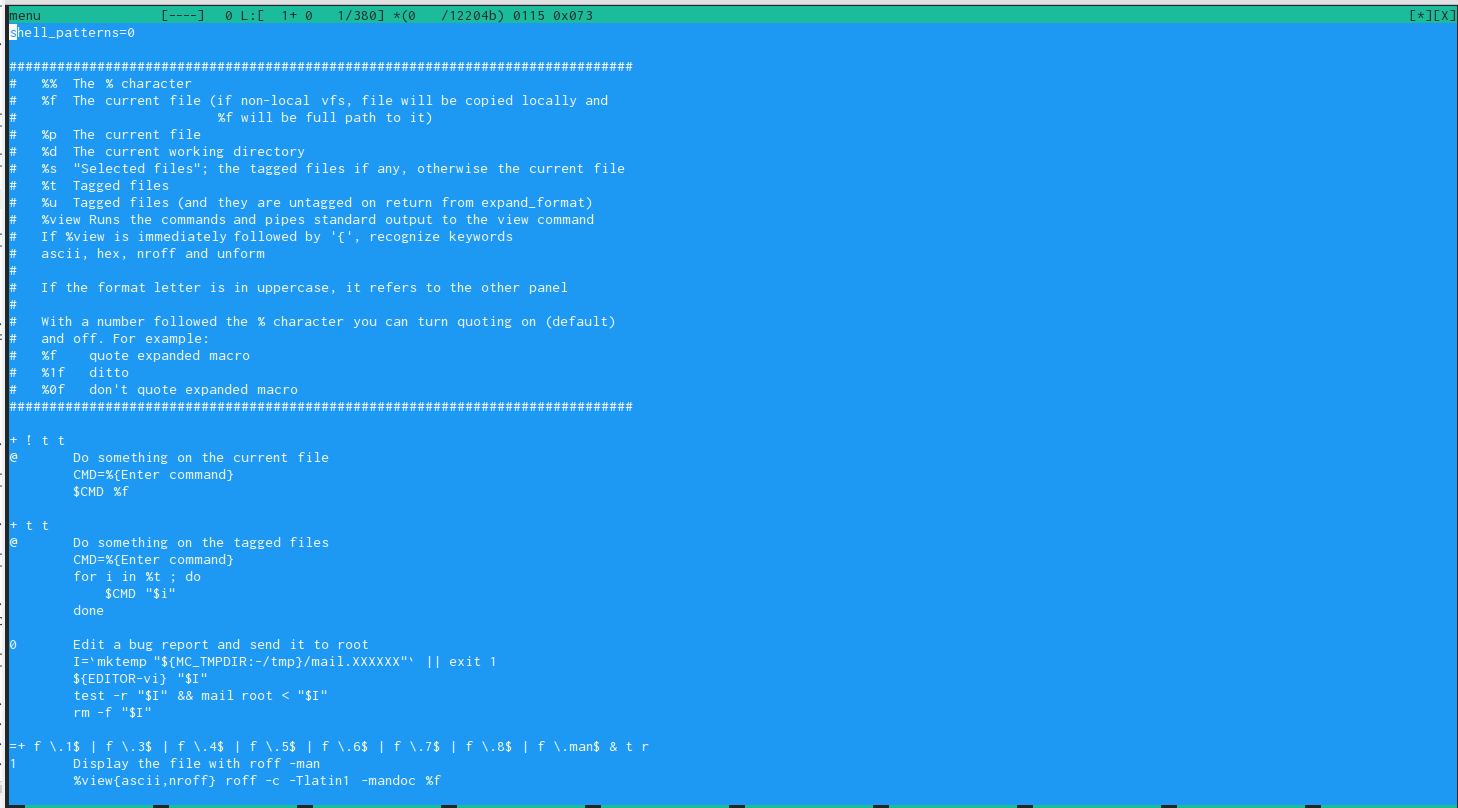 menu [----] 0 L:[ 1+ 0 1/380] *(0 /12204b) 0115 0x073 [*][X]
shell_patterns=0
##############################################################################
# %% The % character
# %f The current file (if non-local vfs, file will be copied locally and
# %f will be full path to it)
# %p The current file
# %d The current working directory
# %s "Selected files"; the tagged files if any, otherwise the current file
# %t Tagged files
# %u Tagged files (and they are untagged on return from expand_format)
# %view Runs the commands and pipes standard output to the view command
# If %view is immediately followed by '{', recognize keywords
# ascii, hex, nroff and unform
#
# If the format letter is in uppercase, it refers to the other panel
#
# With a number followed the % character you can turn quoting on (default)
# and off. For example:
# %f quote expanded macro
# %1f ditto
# %0f don't quote expanded macro
##############################################################################
+ ! t t
@ Do something on the current file
CMD=%{Enter command}
$CMD %f
+ t t
@ Do something on the tagged files
CMD=%{Enter command}
for i in %t ; do
$CMD "$i"
done
0 Edit a bug report and send it to root
I=`mktemp "${MC_TMPDIR:-/tmp}/mail.XXXXXX"` || exit 1
${EDITOR-vi} "$I"
test -r "$I" && mail root < "$I"
rm -f "$I"
=+ f \.1$ | f \.3$ | f \.4$ | f \.5$ | f \.6$ | f \.7$ | f \.8$ | f \.man$ & t r
1 Display the file with roff -man
%view{ascii,nroff} roff -c -Tlatin1 -mandoc %f